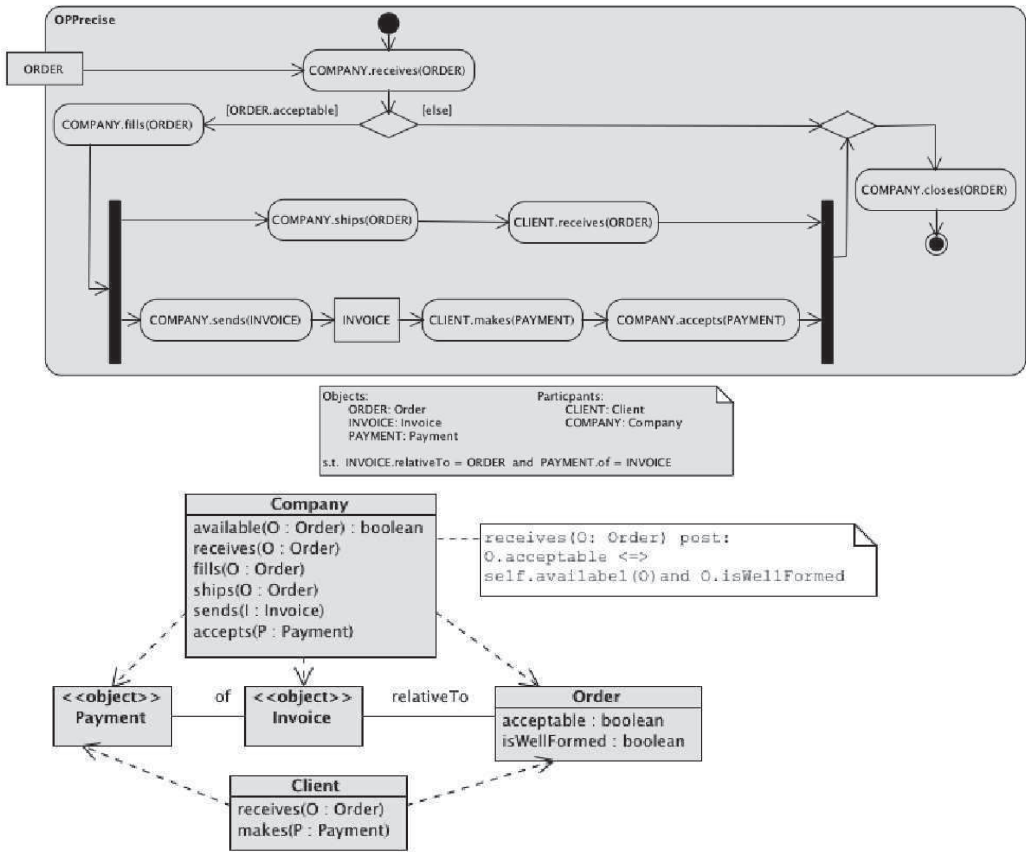 OPPrecise
ORDER
COMPANY.receives(ORDER)
[ORDER.acceptable]
[else]
COMPANY.fills(ORDER)
COMPANY.closes(ORDER)
COMPANY.ships(ORDER)
CLIENT.receives(ORDER)
COMPANY.sends(INVOICE)
INVOICE
CLIENT.makes(PAYMENT)
COMPANY.accepts(PAYMENT)
Objects:
ORDER: Order
INVOICE: Invoice
PAYMENT: Payment
Particpants:
CLIENT: Client
COMPANY: Company
s.t. INVOICE.relativeTo = ORDER and PAYMENT.of = INVOICE
Company
available(O : Order) : boolean
receives(O : Order)
fills(O : Order)
ships(O : Order)
sends(I : Invoice)
accepts(P : Payment)
receives(O: Order) post:
O.acceptable <=>
self.availabel(O)and O.isWellFormed
<<object>>
Payment
of
<<object>>
Invoice
relativeTo
Order
acceptable : boolean
isWellFormed : boolean
Client
receives(O : Order)
makes(P : Payment)